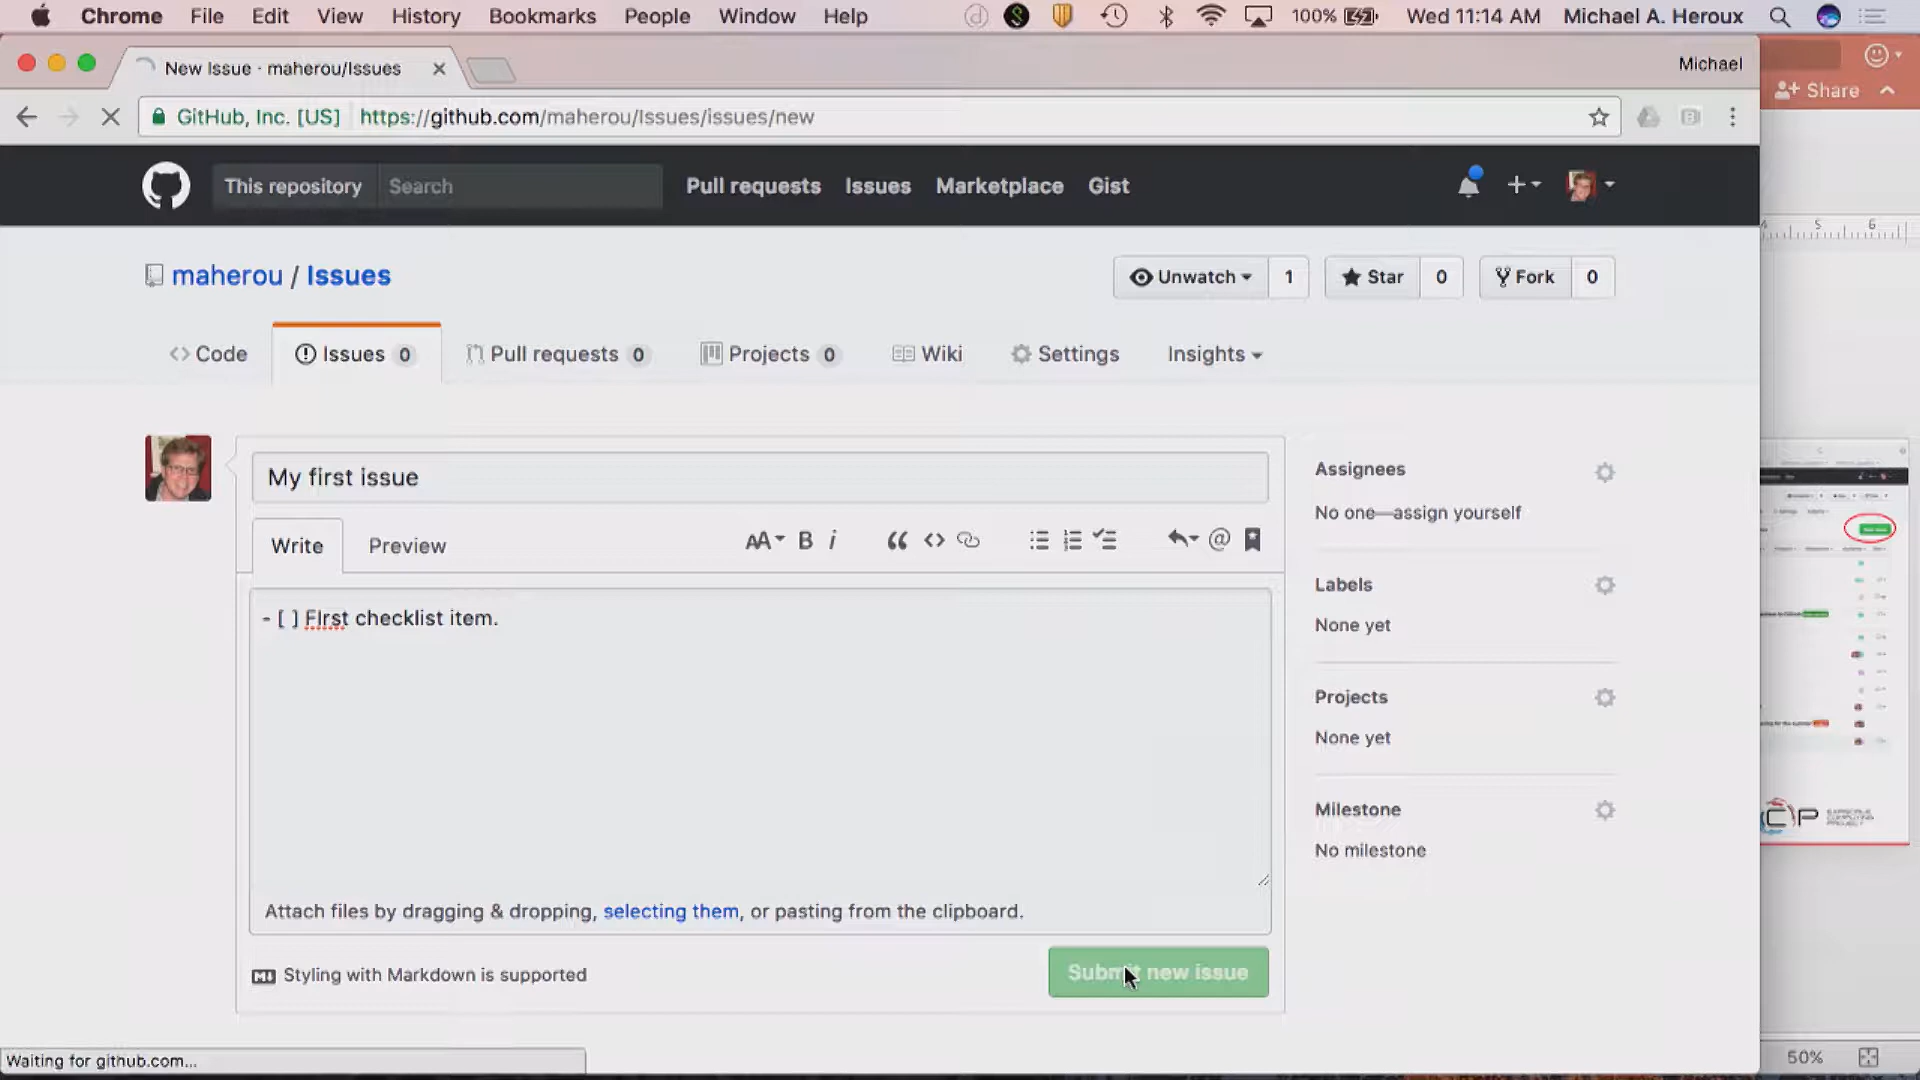 Chrome File Edit View History Bookmarks People Window Help 100% Wed 11:14 AM Michael A. Heroux
New Issue · maherou/Issues
Michael
Share
GitHub, Inc. [US] https://github.com/maherou/Issues/issues/new
This repository Search Pull requests Issues Marketplace Gist
maherou / Issues
Unwatch 1 Star 0 Fork 0
Code Issues 0 Pull requests 0 Projects 0 Wiki Settings Insights
5 6
My first issue
Write Preview
AA B i
- [ ] FIrst checklist item.
Attach files by dragging & dropping, selecting them, or pasting from the clipboard.
Styling with Markdown is supported
Submit new issue
Assignees
No one—assign yourself
Labels
None yet
Projects
None yet
Milestone
No milestone
CP
Waiting for github.com...
50%